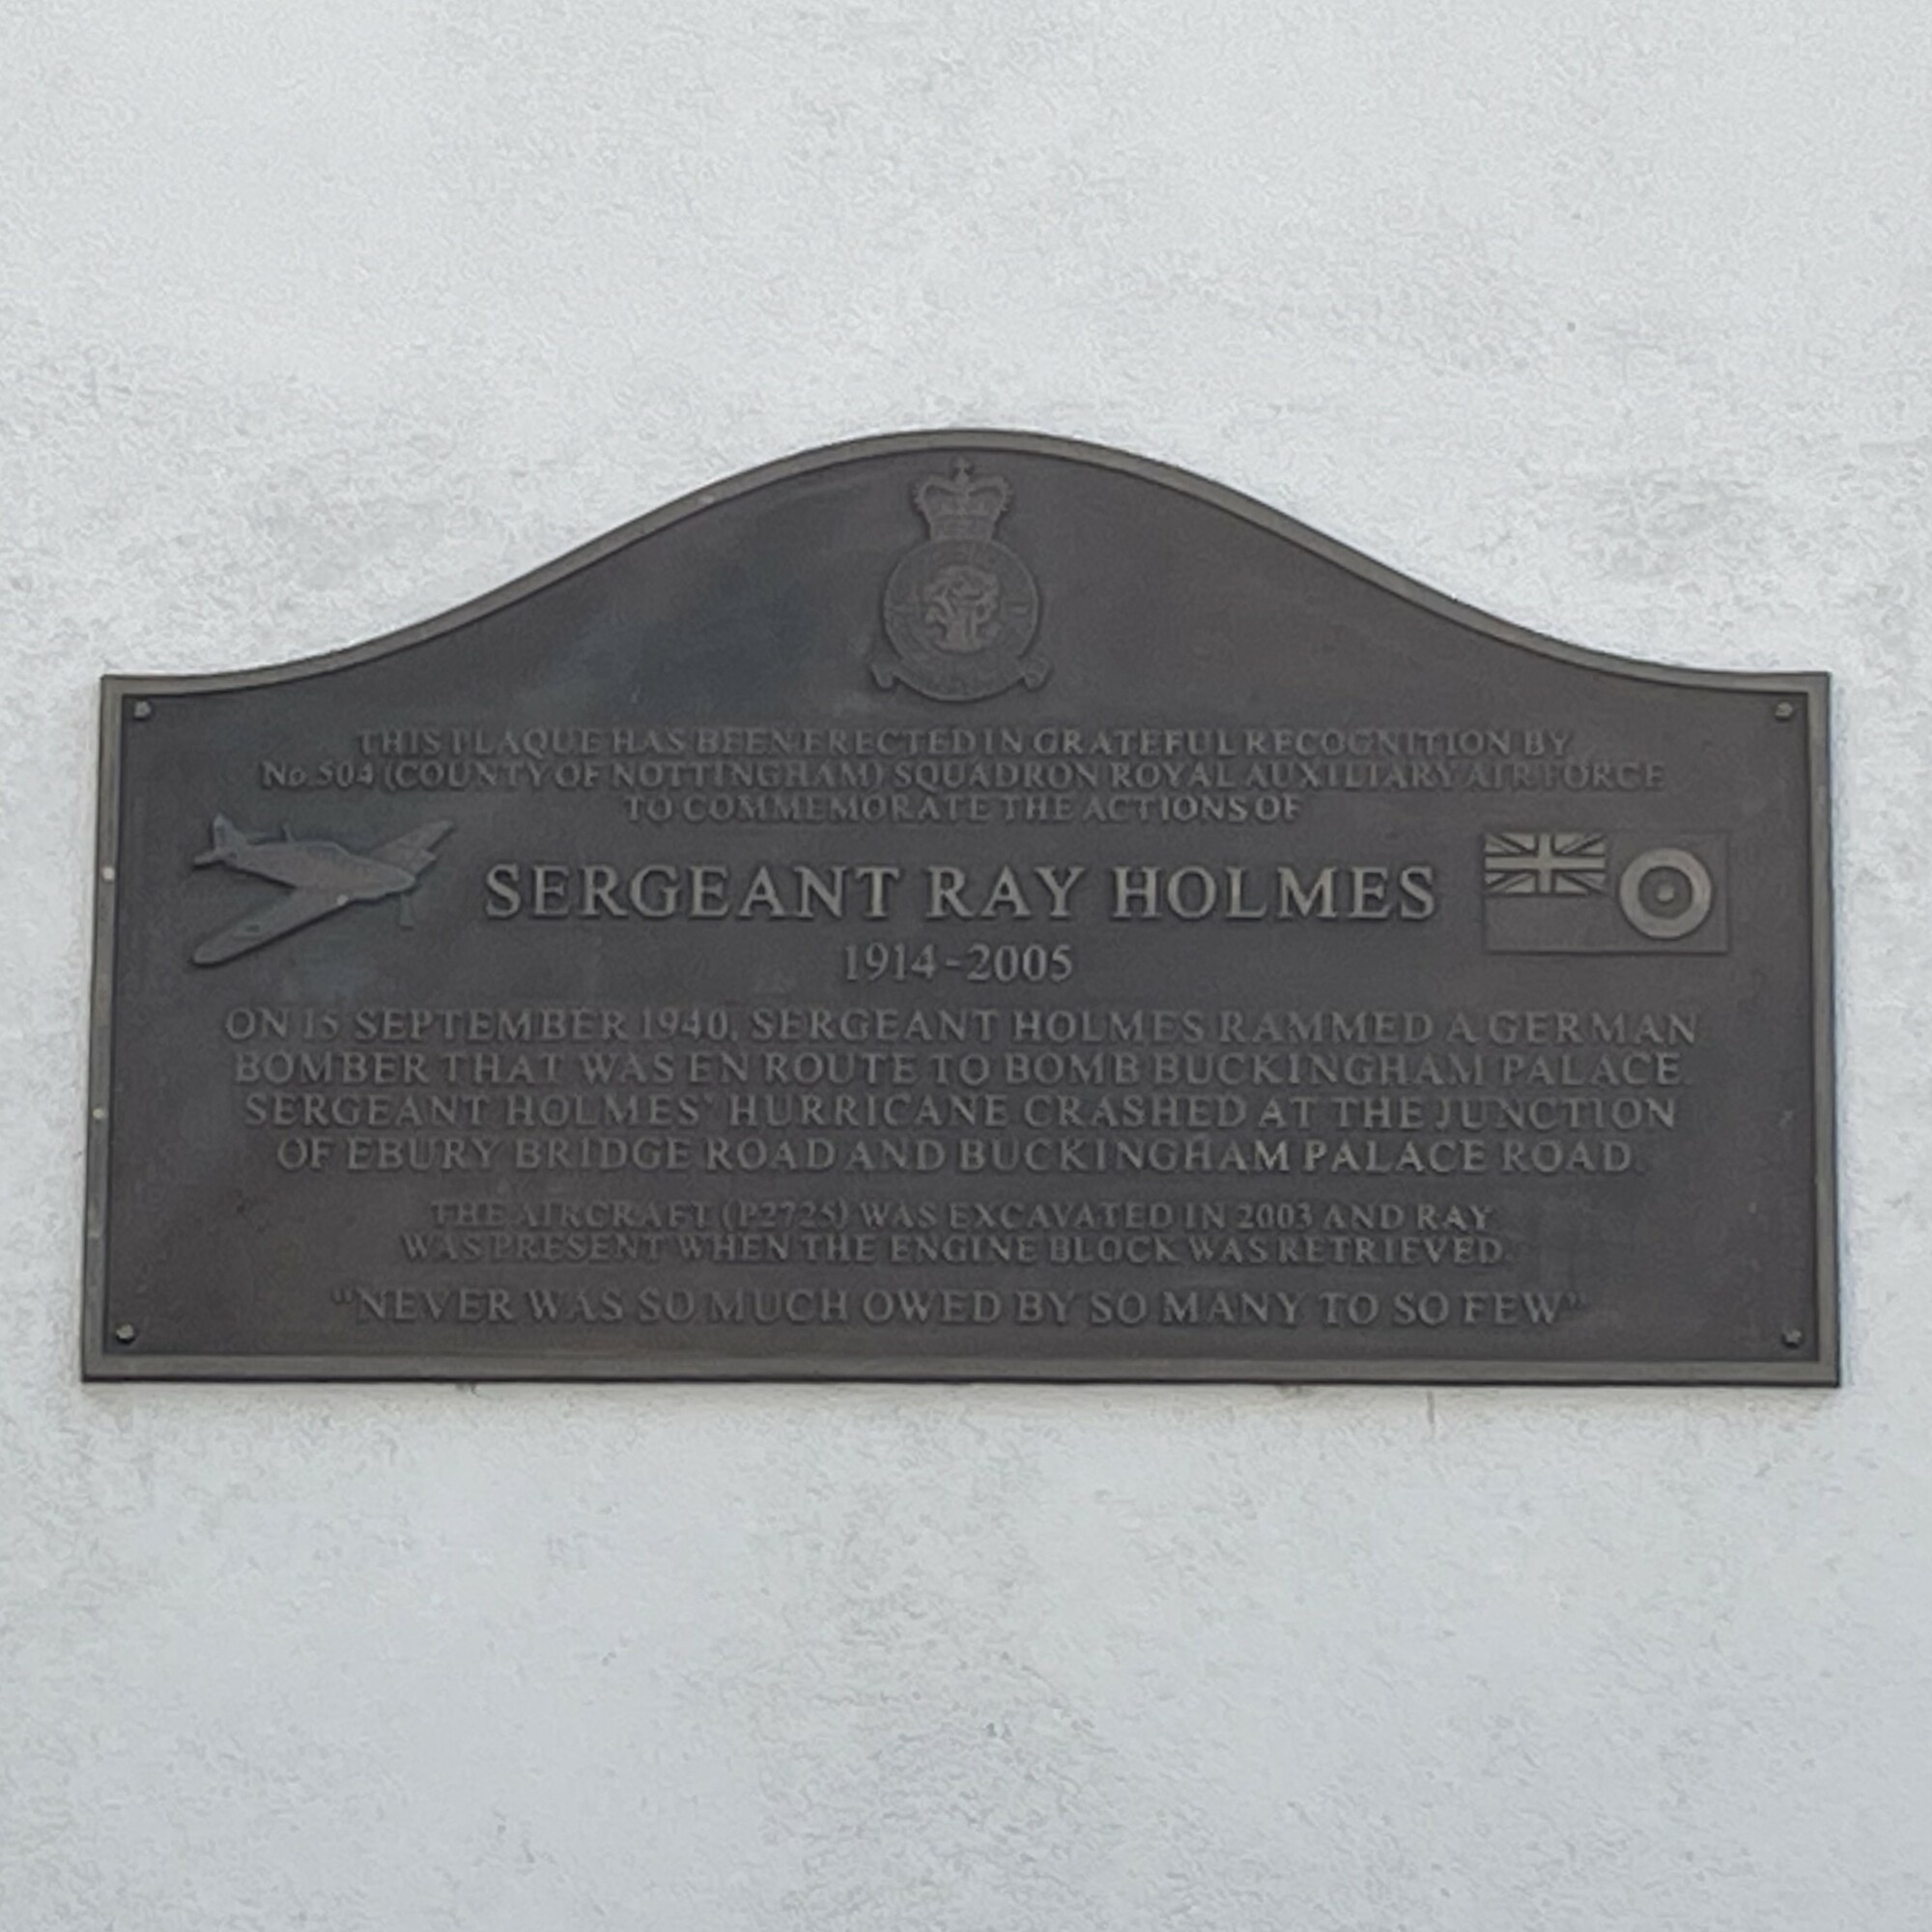 THIS PLAQUE HAS BEEN ERECTED IN GRATEFUL RECOGNITION BY
No.504 (COUNTY OF NOTTINGHAM) SQUADRON ROYAL AUXILIARY AIR FORCE
TO COMMEMORATE THE ACTIONS OF
SERGEANT RAY HOLMES
1914-2005
ON 15 SEPTEMBER 1940, SERGEANT HOLMES RAMMED A GERMAN
BOMBER THAT WAS EN ROUTE TO BOMB BUCKINGHAM PALACE.
SERGEANT HOLMES' HURRICANE CRASHED AT THE JUNCTION
OF EBURY BRIDGE ROAD AND BUCKINGHAM PALACE ROAD.
THE AIRCRAFT (P2725) WAS EXCAVATED IN 2003 AND RAY
WAS PRESENT WHEN THE ENGINE BLOCK WAS RETRIEVED.
"NEVER WAS SO MUCH OWED BY SO MANY TO SO FEW"